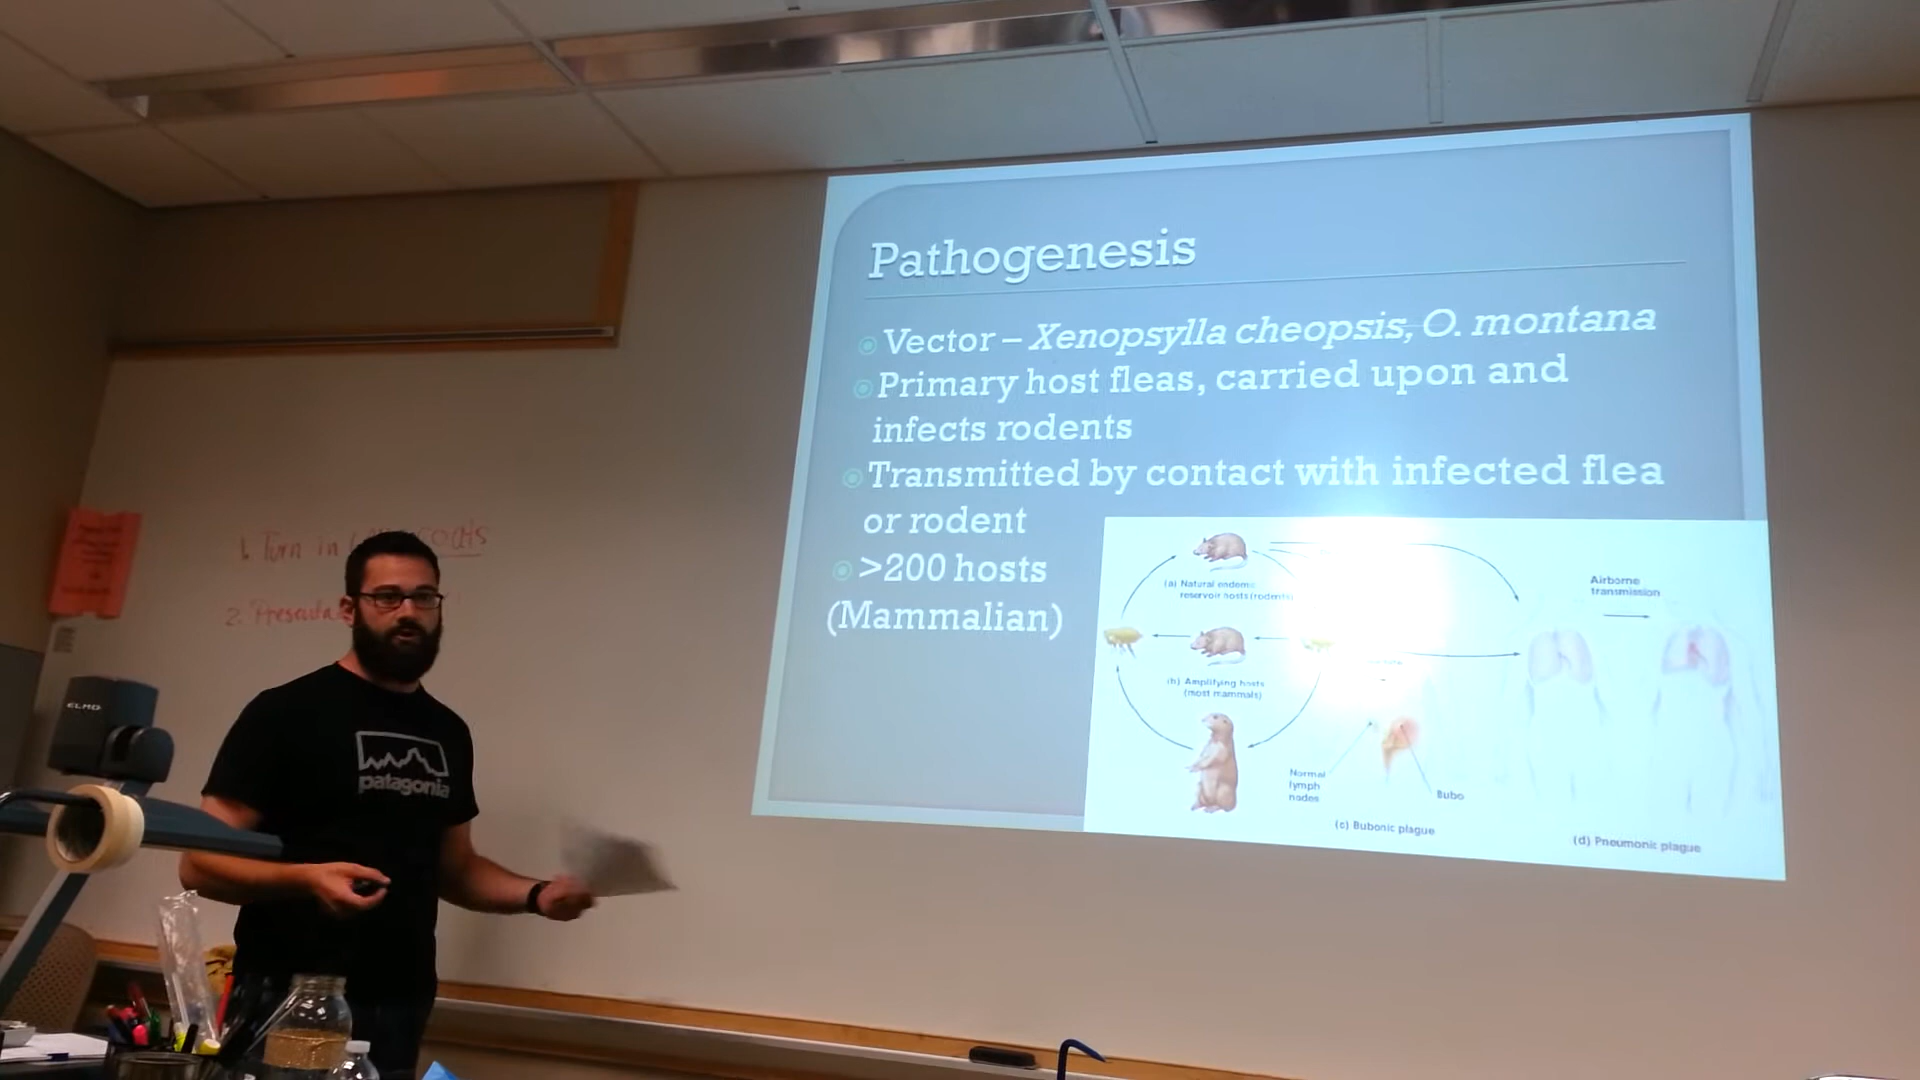 Pathogenesis
Vector – Xenopsylla cheopsis, O. montana
Primary host fleas, carried upon and
infects rodents
Transmitted by contact with infected flea
or rodent
>200 hosts
(Mammalian)
(a) Natural endemic
reservoir hosts (rodents)
(b) Amplifying hosts
(most mammals)
Normal
lymph
nodes
Bubo
(c) Bubonic plague
Airborne
transmission
(d) Pneumonic plague
1. Turn in
2.
ELMO
patagonia